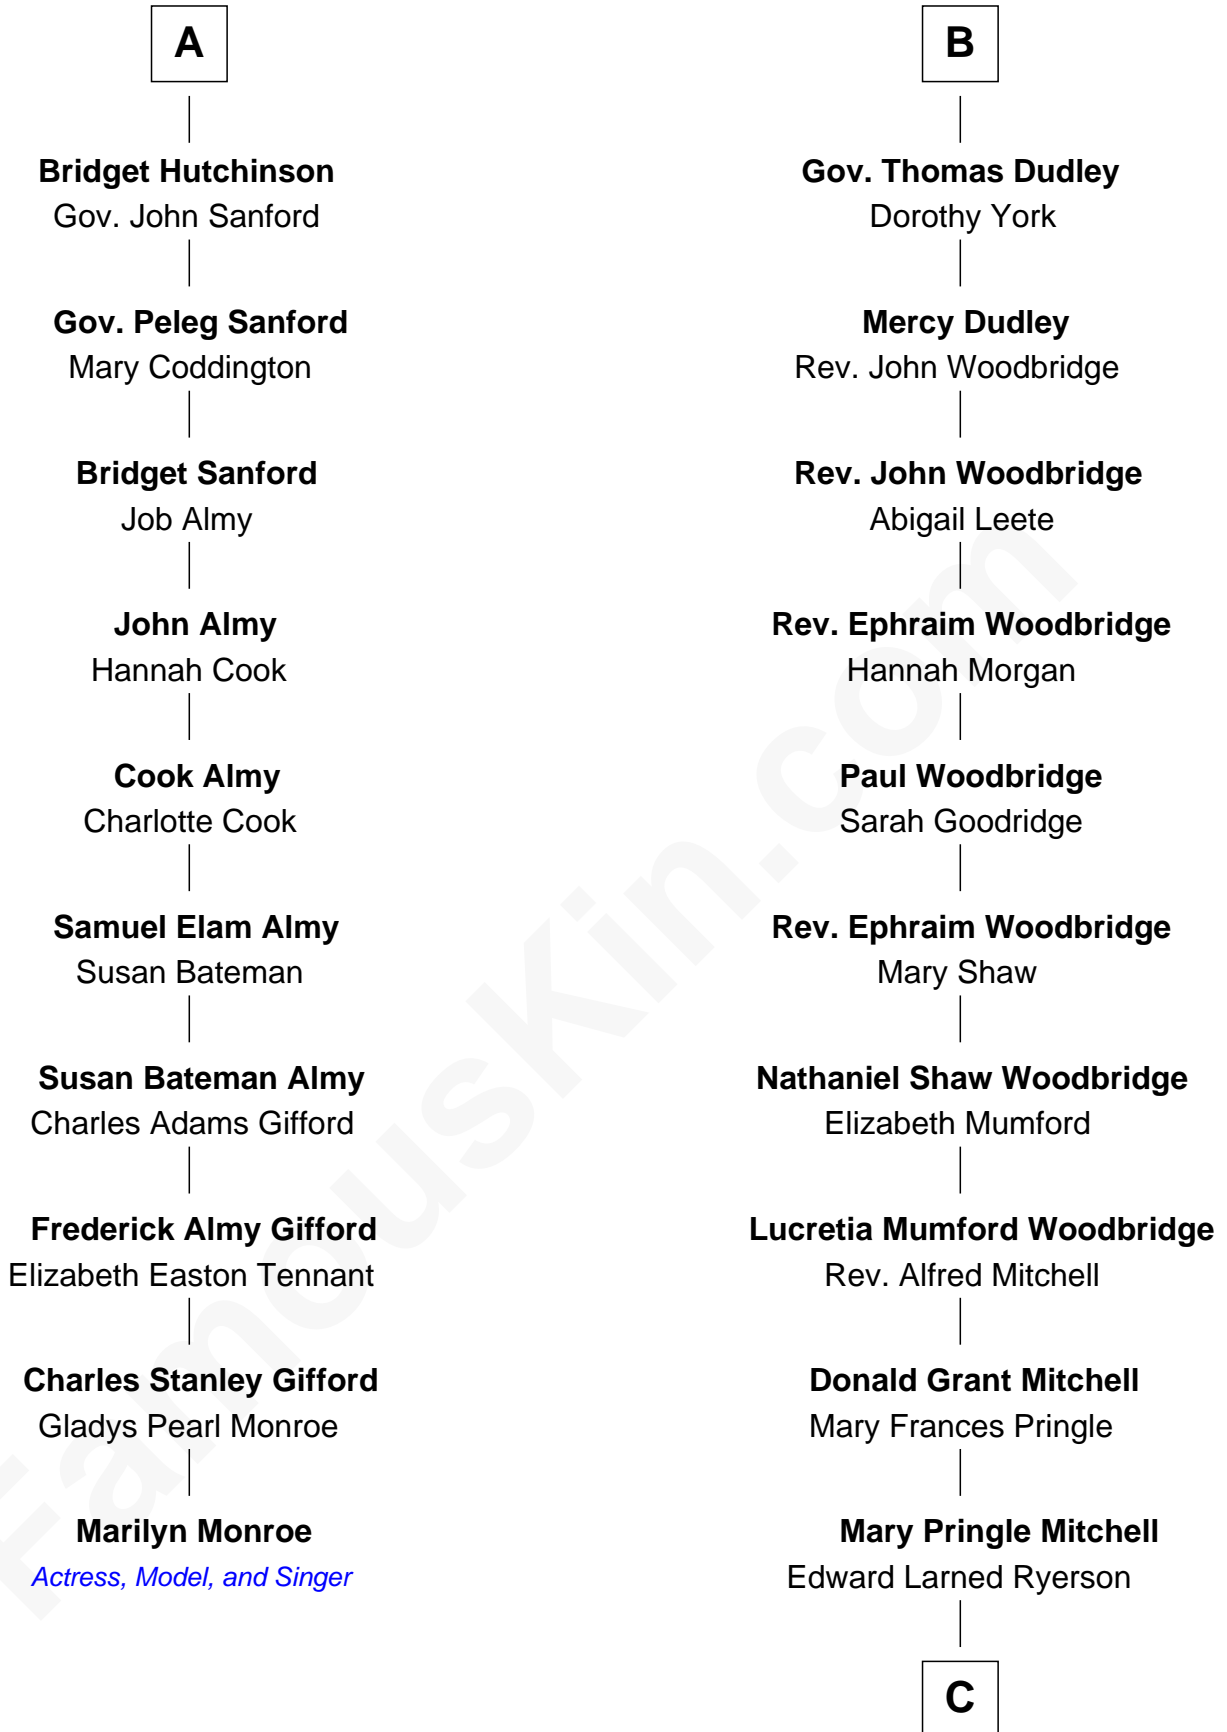 A
Bridget Hutchinson
Gov. John Sanford
Gov. Peleg Sanford
Mary Coddington
Bridget Sanford
Job Almy
John Almy
Hannah Cook
Cook Almy
Charlotte Cook
Samuel Elam Almy
Susan Bateman
Susan Bateman Almy
Charles Adams Gifford
Frederick Almy Gifford
Elizabeth Easton Tennant
Charles Stanley Gifford
Gladys Pearl Monroe
Marilyn Monroe
Actress, Model, and Singer
B
Gov. Thomas Dudley
Dorothy York
Mercy Dudley
Rev. John Woodbridge
Rev. John Woodbridge
Abigail Leete
Rev. Ephraim Woodbridge
Hannah Morgan
Paul Woodbridge
Sarah Goodridge
Rev. Ephraim Woodbridge
Mary Shaw
Nathaniel Shaw Woodbridge
Elizabeth Mumford
Lucretia Mumford Woodbridge
Rev. Alfred Mitchell
Donald Grant Mitchell
Mary Frances Pringle
Mary Pringle Mitchell
Edward Larned Ryerson
C
FamousKin.com